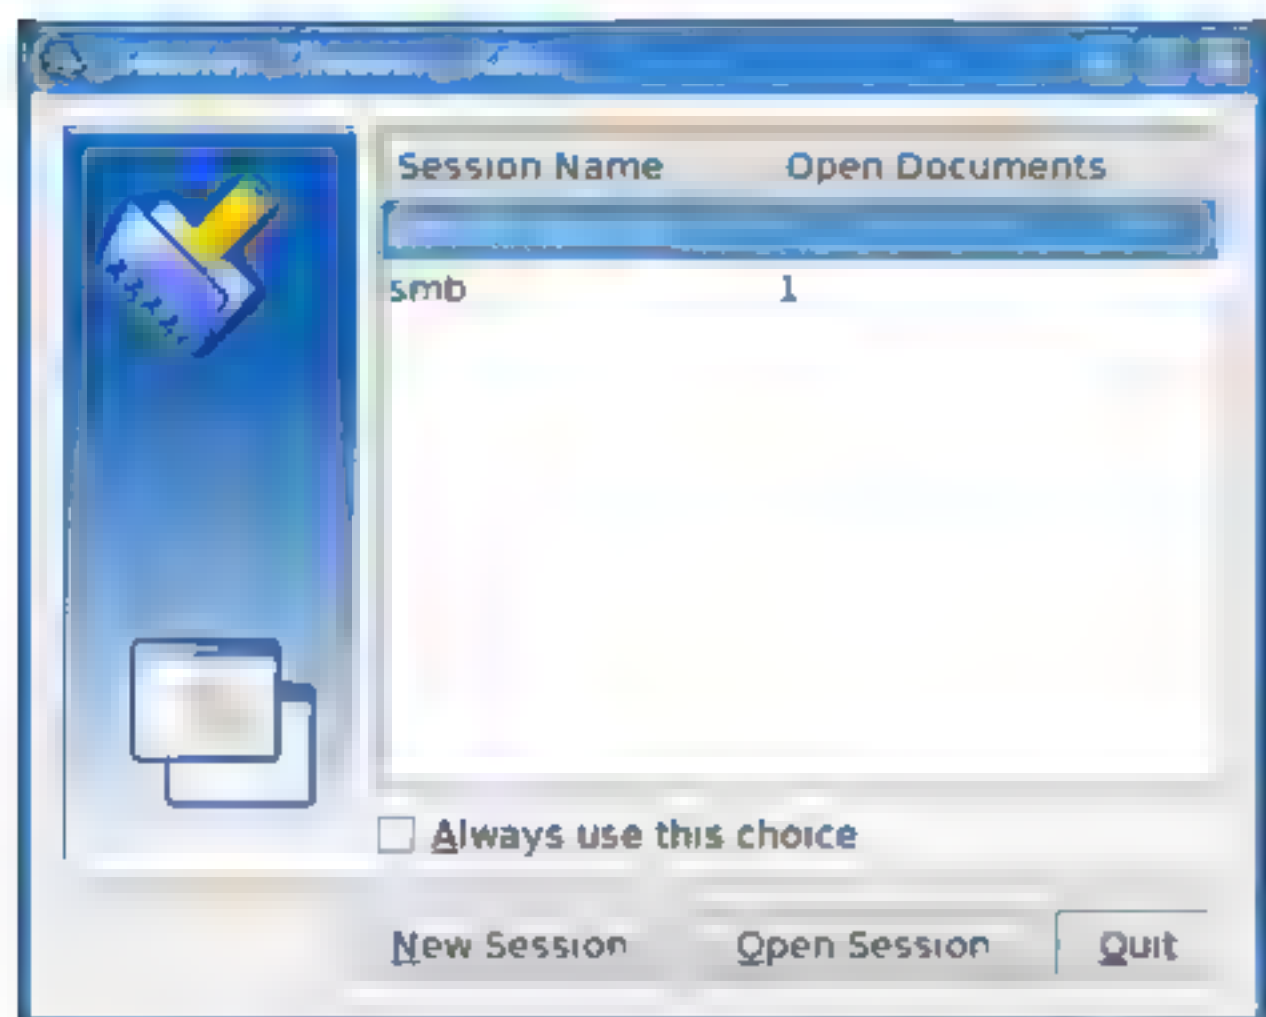 Session Name Open Documents
smb 1
Always use this choice
New Session Open Session Quit